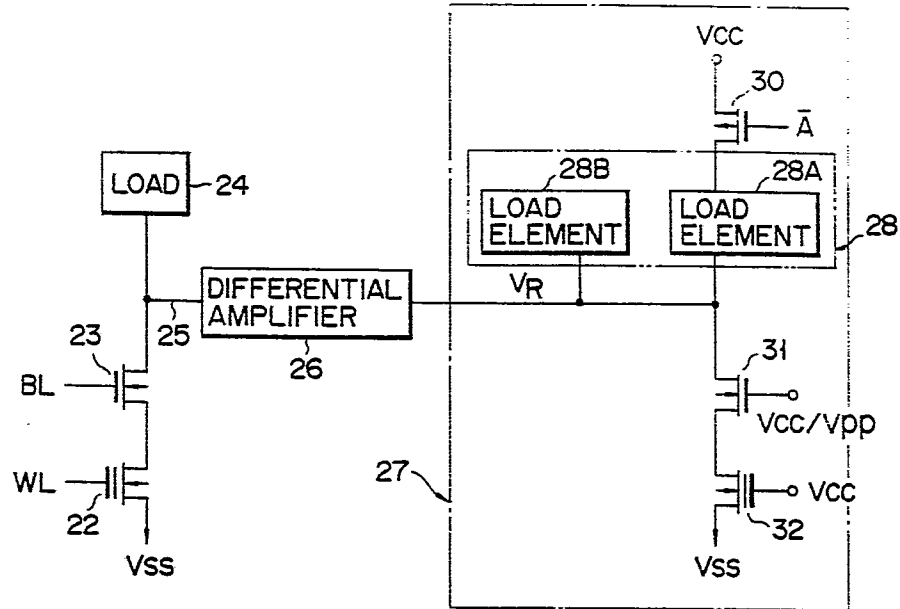 VCC
30
Ā
LOAD
24
28B
28A
LOAD
ELEMENT
LOAD
ELEMENT
28
VR
DIFFERENTIAL
AMPLIFIER
25
26
23
BL
31
VCC/VPP
WL
22
27
VCC
32
VSS
VSS